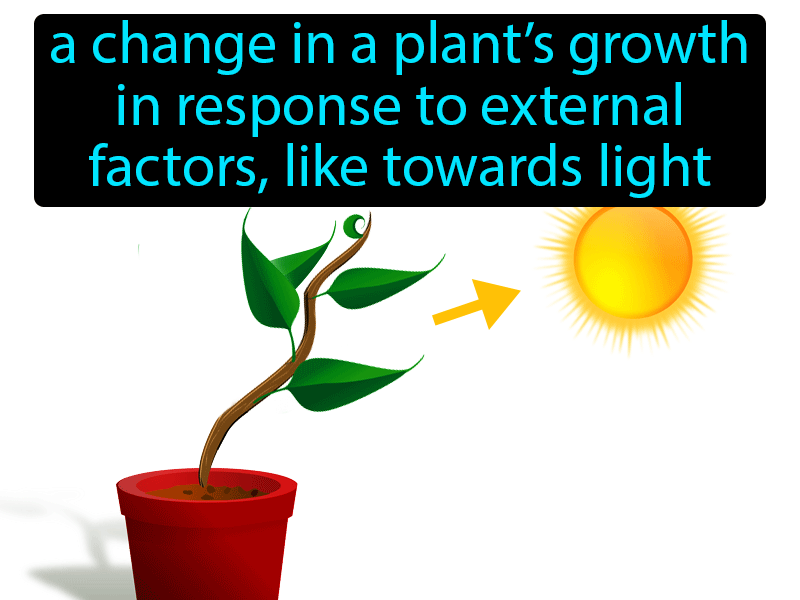 a change in a plant’s growth
in response to external
factors, like towards light